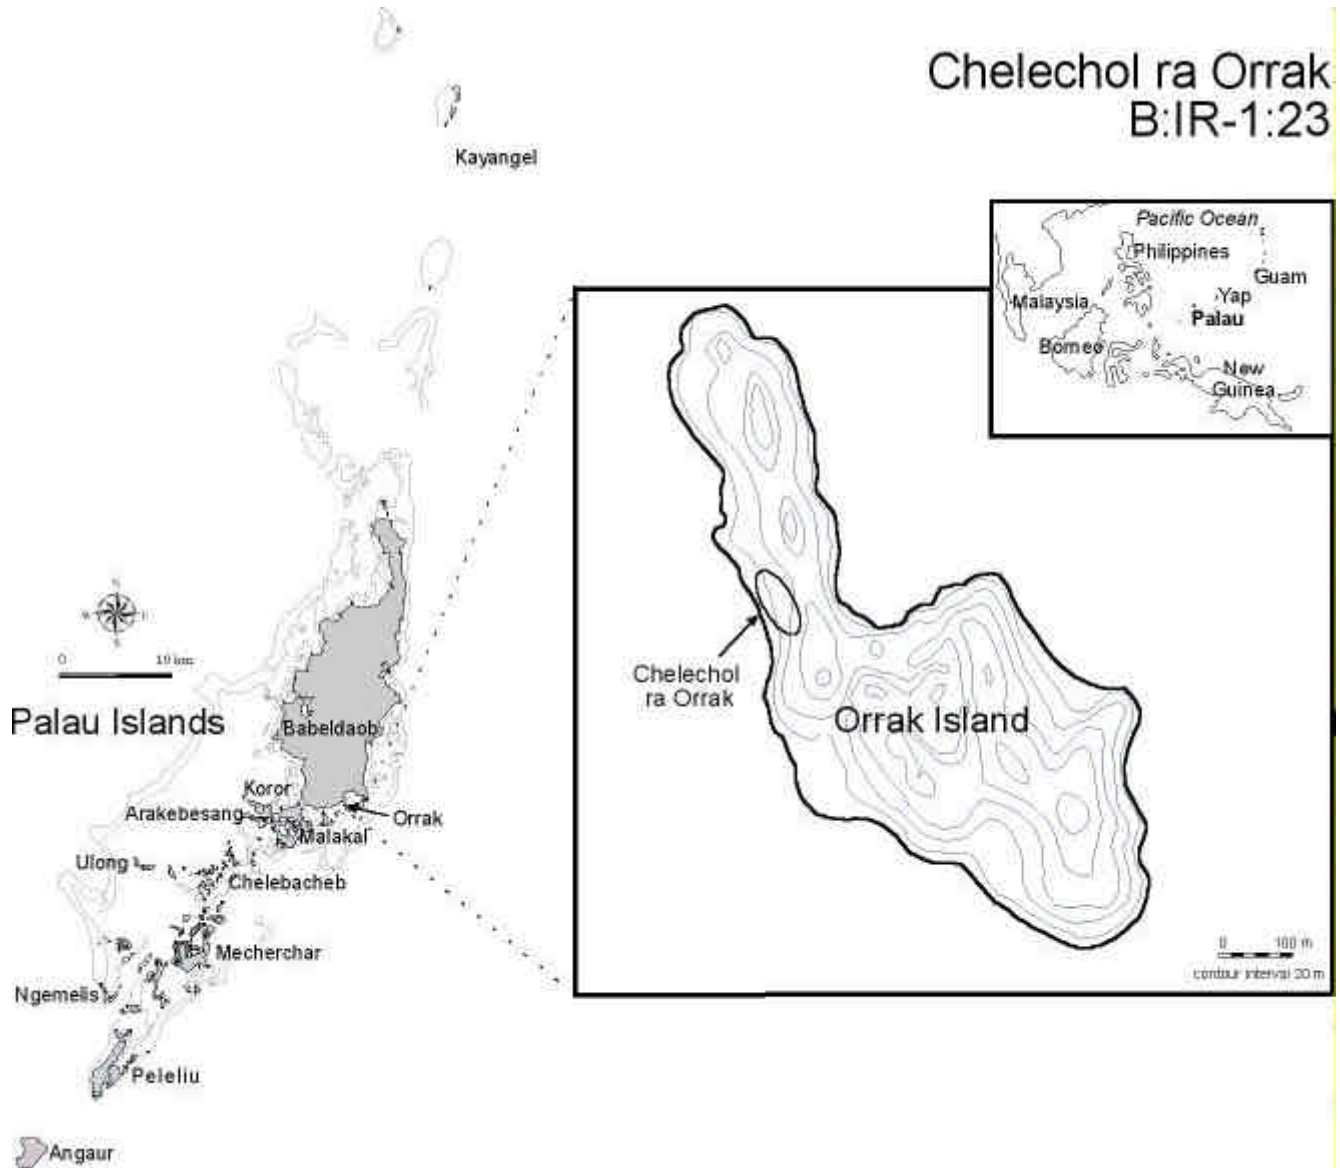 Chelechol ra Orrak
B:IR-1:23
Kayangel
Pacific Ocean
Philippines
Guam
Malaysia
Yap
Palau
Borneo
New
Guinea
Chelechol
ra Orrak
Orrak Island
N
W
E
S
0
Palau Islands
Babeldaob
Koror
Arakebesang
Orrak
Malakal
Ulong
Chelebacheb
Mecherchar
Ngemelis
Peleliu
Angaur
0 100 m
contour interval 20 m